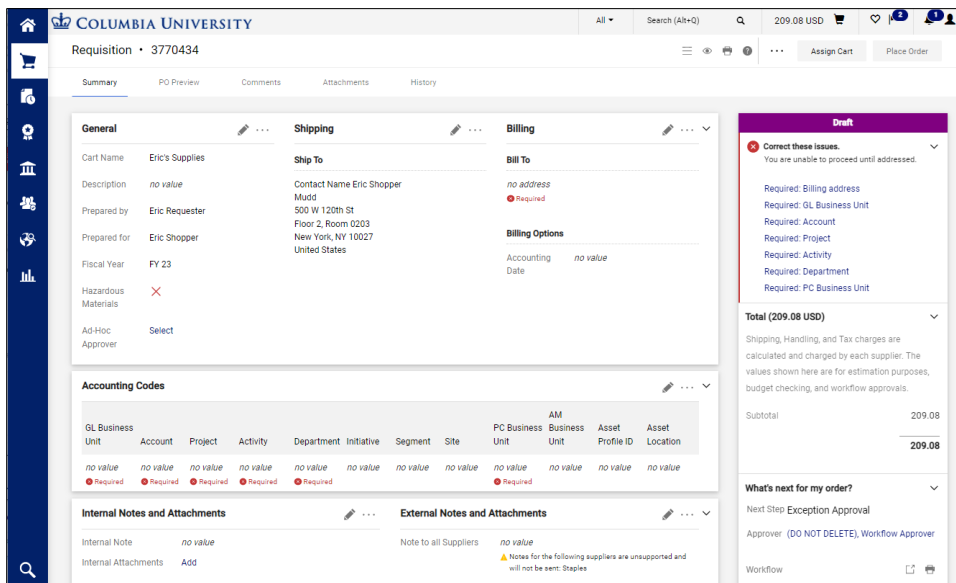 COLUMBIA UNIVERSITY
All
Search (Alt+Q)
209.08 USD
2
1
Requisition • 3770434
...
Assign Cart
Place Order
Summary
PO Preview
Comments
Attachments
History
General
Cart Name Eric's Supplies
Description no value
Prepared by Eric Requester
Prepared for Eric Shopper
Fiscal Year FY 23
Hazardous
Materials
Ad-Hoc
Approver
Select
Shipping
Ship To
Contact Name Eric Shopper
Mudd
500 W 120th St
Floor 2, Room 0203
New York, NY 10027
United States
Billing
Bill To
no address
Required
Billing Options
Accounting
Date
no value
Accounting Codes
GL Business
Unit
Account
Project
Activity
Department
Initiative
Segment
Site
PC Business
Unit
AM
Business
Unit
Asset
Profile ID
Asset
Location
no value no value no value no value no value no value no value no value no value no value no value no value
Required Required Required Required Required Required
Internal Notes and Attachments
Internal Note no value
Internal Attachments Add
External Notes and Attachments
Note to all Suppliers no value
Notes for the following suppliers are unsupported and
will not be sent: Staples
Draft
Correct these issues.
You are unable to proceed until addressed.
Required: Billing address
Required: GL Business Unit
Required: Account
Required: Project
Required: Activity
Required: Department
Required: PC Business Unit
Total (209.08 USD)
Shipping, Handling, and Tax charges are
calculated and charged by each supplier. The
values shown here are for estimation purposes,
budget checking, and workflow approvals.
Subtotal 209.08
209.08
What's next for my order?
Next Step Exception Approval
Approver (DO NOT DELETE), Workflow Approver
Workflow